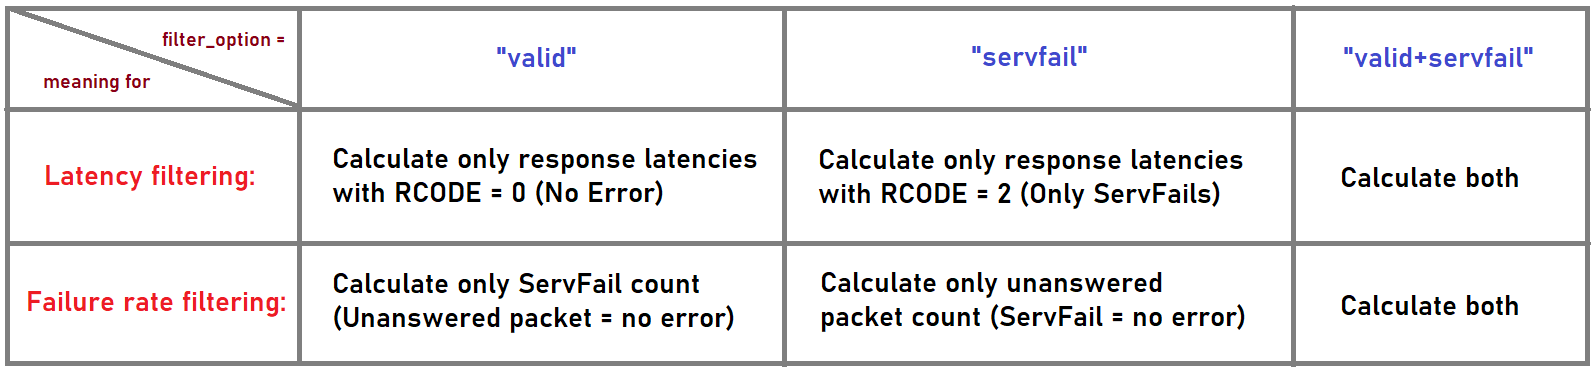 filter_option =
meaning for
"valid"
"servfail"
"valid+servfail"
Latency filtering:
Calculate only response latencies
with RCODE = 0 (No Error)
Calculate only response latencies
with RCODE = 2 (Only ServFails)
Calculate both
Failure rate filtering:
Calculate only ServFail count
(Unanswered packet = no error)
Calculate only unanswered
packet count (ServFail = no error)
Calculate both